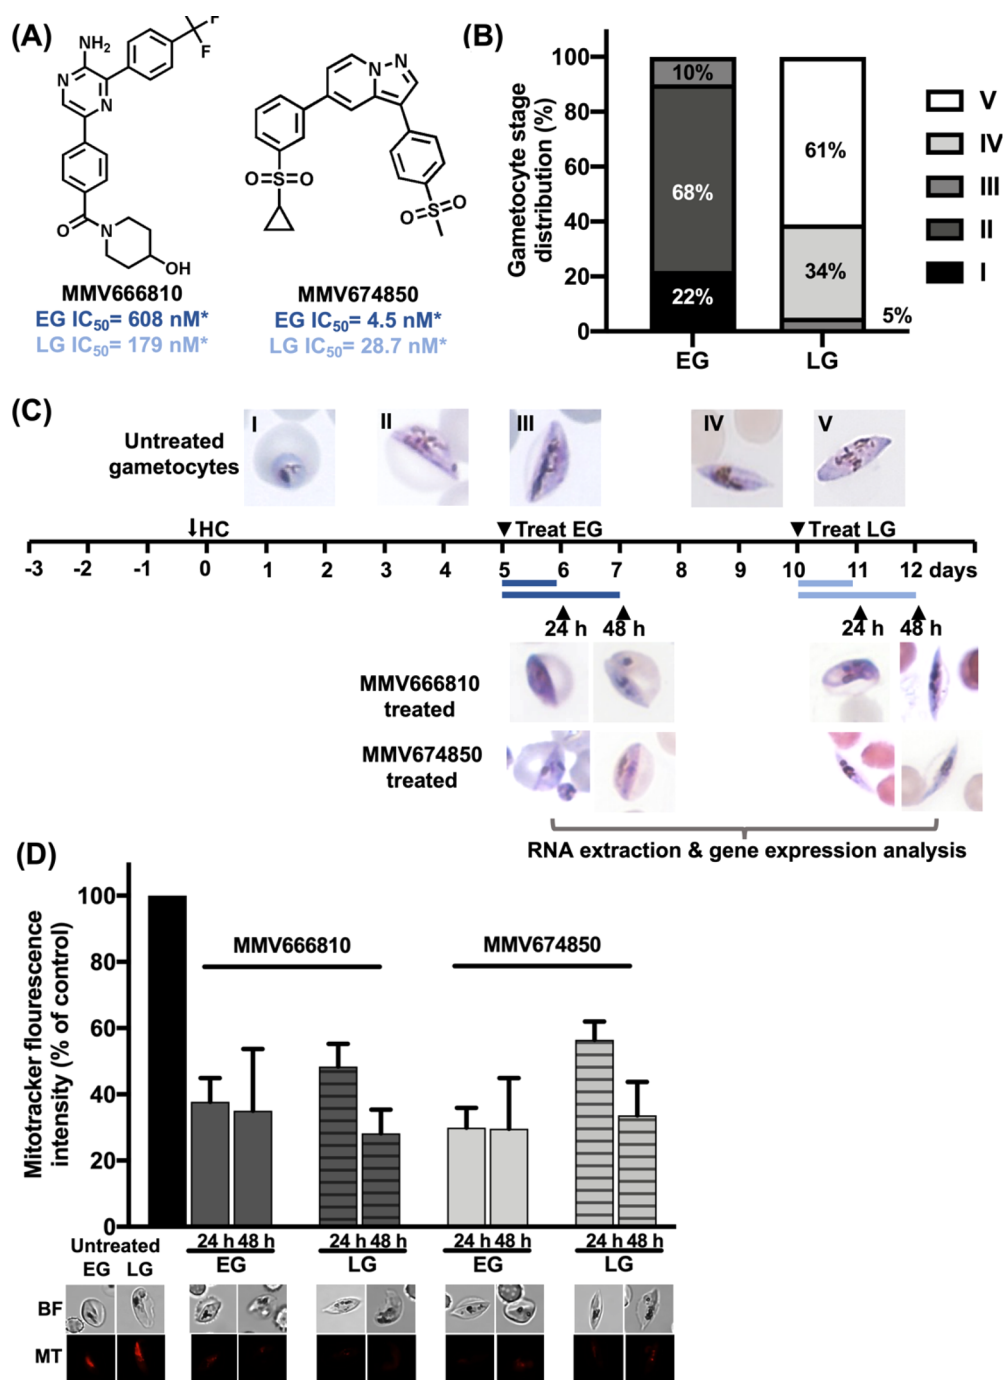 (A)
NH₂
F
F
N
N
O
N
OH
MMV666810
EG IC₅₀= 608 nM*
LG IC₅₀= 179 nM*
N
N
O=S=O
O=S=O
MMV674850
EG IC₅₀= 4.5 nM*
LG IC₅₀= 28.7 nM*
(B)
Gametocyte stage
distribution (%)
100
80
60
40
20
0
10%
68%
22%
61%
34%
5%
EG
LG
V
IV
III
II
I
(C)
Untreated
gametocytes
I
II
III
IV
V
HC
Treat EG
Treat LG
-3 -2 -1 0 1 2 3 4 5 6 7 8 9 10 11 12 days
24 h 48 h 24 h 48 h
MMV666810
treated
MMV674850
treated
RNA extraction & gene expression analysis
(D)
Mitotracker flourescence
intensity (% of control)
100
80
60
40
20
0
MMV666810
MMV674850
Untreated
EG LG
24 h 48 h
EG
24 h 48 h
LG
24 h 48 h
EG
24 h 48 h
LG
BF
MT